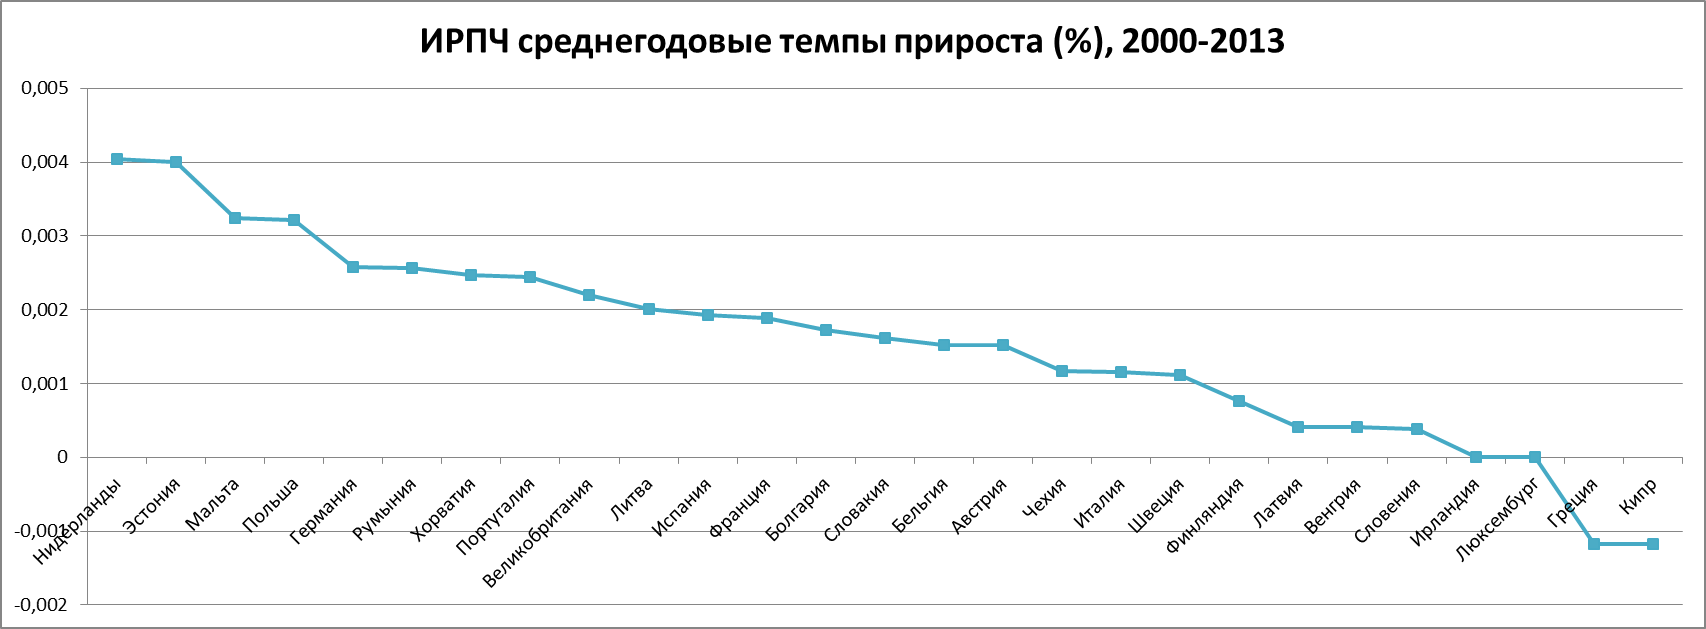 ИРПЧ среднегодовые темпы прироста (%), 2000-2013
0,005
0,004
0,003
0,002
0,001
0
-0,001
-0,002
Нидерланды
Эстония
Мальта
Польша
Германия
Румыния
Хорватия
Португалия
Великобритания
Литва
Испания
Франция
Болгария
Словакия
Бельгия
Австрия
Чехия
Италия
Швеция
Финляндия
Латвия
Венгрия
Словения
Ирландия
Люксембург
Греция
Кипр